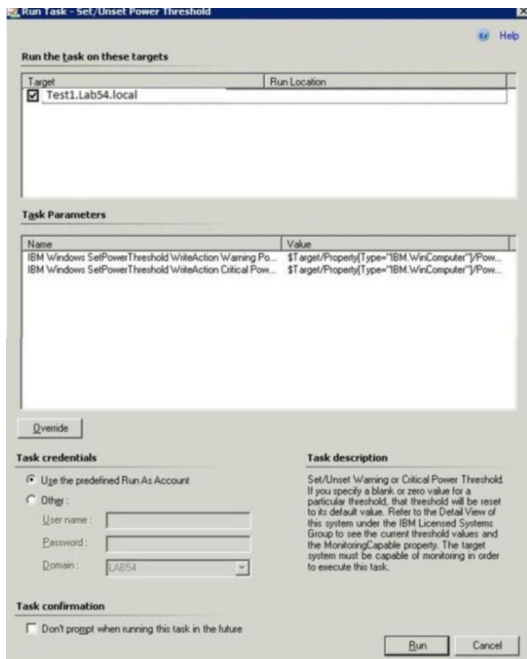 Run Task - Set/Unset Power Threshold
Help
Run the task on these targets
Target Run Location
Test1.Lab54.local
Task Parameters
Name Value
IBM Windows SetPowerThreshold WriteAction Warning Po... $Target/Property[Type="IBM.WinComputer"]/Pow...
IBM Windows SetPowerThreshold WriteAction Critical Pow... $Target/Property[Type="IBM.WinComputer"]/Pow...
Override
Task credentials
Use the predefined Run As Account
Other :
User name :
Password :
Domain : LAB54
Task description
Set/Unset Warning or Critical Power Threshold.
If you specify a blank or zero value for a
particular threshold, that threshold will be reset
to its default value. Refer to the Detail View of
this system under the IBM Licensed Systems
Group to see the current threshold values and
the MonitoringCapable property. The target
system must be capable of monitoring in order
to execute this task.
Task confirmation
Don't prompt when running this task in the future
Run Cancel